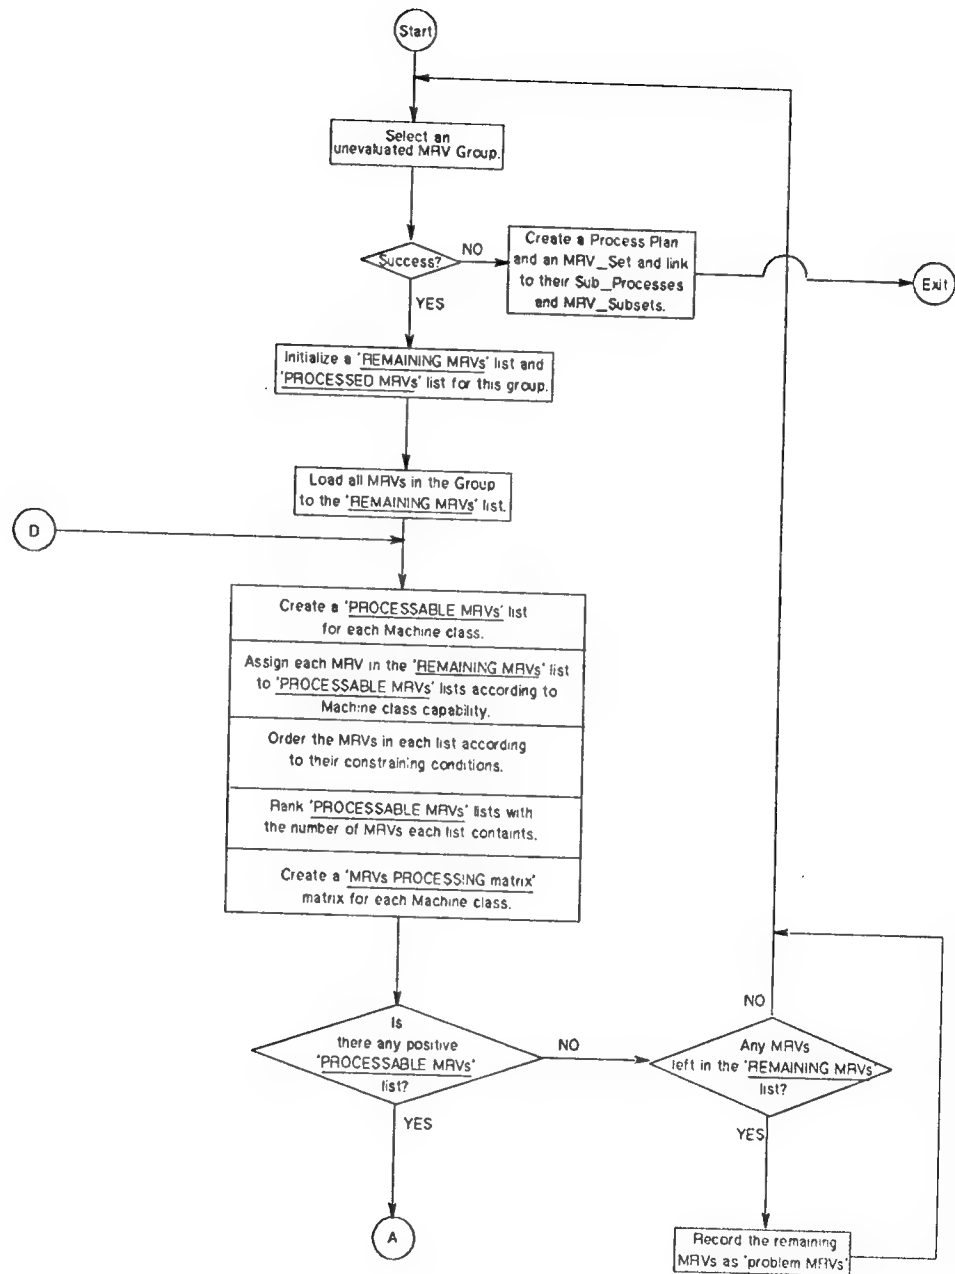 Start
Select an
unevaluated MRV Group.
Success?
NO
YES
Create a Process Plan
and an MRV_Set and link
to their Sub_Processes
and MRV_Subsets.
Exit
Initialize a 'REMAINING MRVs' list and
'PROCESSED MRVs' list for this group.
Load all MRVs in the Group
to the 'REMAINING MRVs' list.
D
Create a 'PROCESSABLE MRVs' list
for each Machine class.
Assign each MRV in the 'REMAINING MRVs' list
to 'PROCESSABLE MRVs' lists according to
Machine class capability.
Order the MRVs in each list according
to their constraining conditions.
Rank 'PROCESSABLE MRVs' lists with
the number of MRVs each list containts.
Create a 'MRVs PROCESSING matrix'
matrix for each Machine class.
Is
there any positive
'PROCESSABLE MRVs'
list?
NO
YES
A
NO
Any MRVs
left in the 'REMAINING MRVs'
list?
YES
Record the remaining
MRVs as 'problem MRVs'